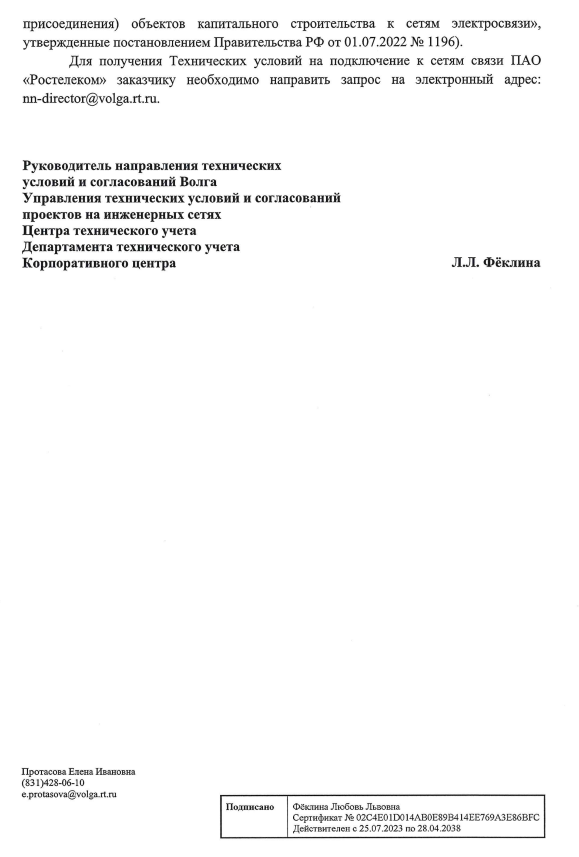 присоединения) объектов капитального строительства к сетям электросвязи»,
утвержденные постановлением Правительства РФ от 01.07.2022 № 1196).
Для получения Технических условий на подключение к сетям связи ПАО
«Ростелеком» заказчику необходимо направить запрос на электронный адрес:
nn-director@volga.rt.ru.
Руководитель направления технических
условий и согласований Волга
Управления технических условий и согласований
проектов на инженерных сетях
Центра технического учета
Департамента технического учета
Корпоративного центра Л.Л. Фёклина
Протасова Елена Ивановна
(831)428-06-10
e.protasova@volga.rt.ru
Подписано Фёклина Любовь Львовна
Сертификат № 02C4E01D014AB0E89B414EE769A3E86BFC
Действителен с 25.07.2023 по 28.04.2038